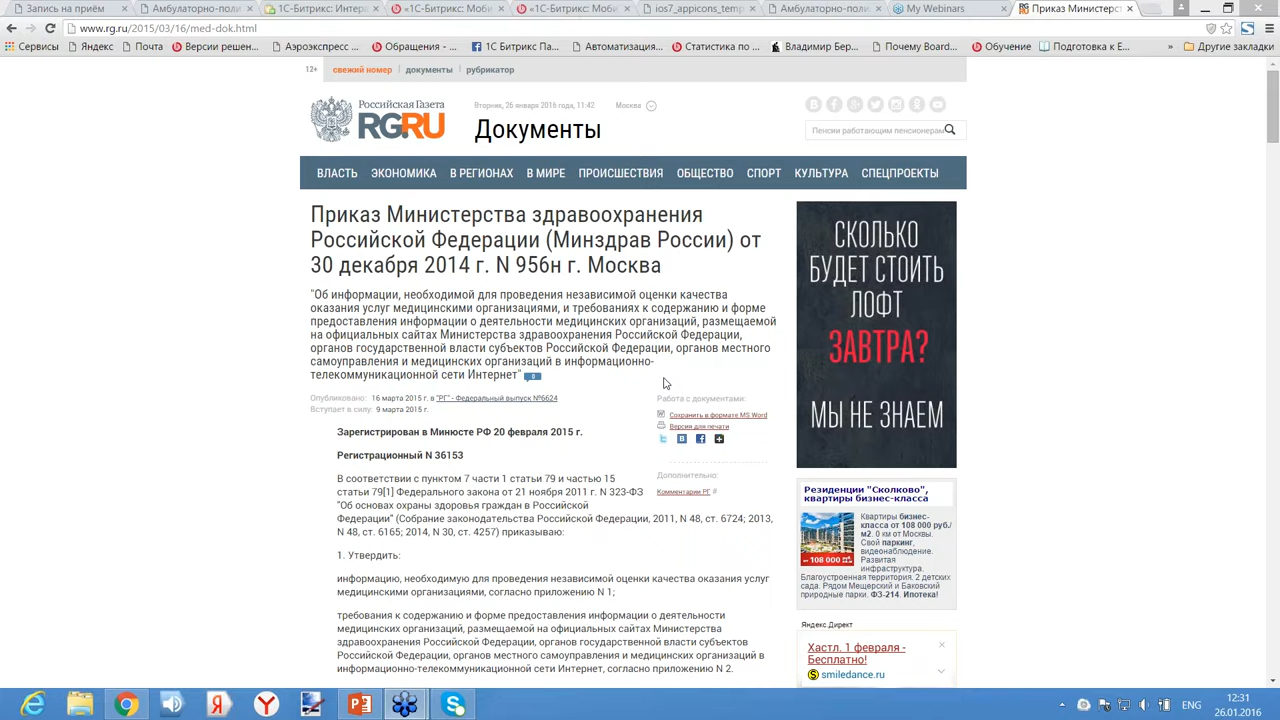 Запись на приём
Амбулаторно-поли
1С-Битрикс: Интер
«1С-Битрикс: Моби
«1С-Битрикс: Моби
ios7_appicons_temp
Амбулаторно-поли
My Webinars
Приказ Министерс
www.rg.ru/2015/03/16/med-dok.html
Сервисы
Яндекс
Почта
Версии решен...
Аэроэкспресс...
Обращения - ...
1С Битрикс Па...
Автоматизация...
Статистика по ...
Владимир Бер...
Почему Board...
Обучение
Подготовка к Е...
»
Другие закладки
12+
свежий номер
документы
рубрикатор
Российская Газета
RG.RU
Вторник, 26 января 2016 года, 11:42
Москва
Документы
Пенсии работающим пенсионерам
ВЛАСТЬ ЭКОНОМИКА В РЕГИОНАХ В МИРЕ ПРОИСШЕСТВИЯ ОБЩЕСТВО СПОРТ КУЛЬТУРА СПЕЦПРОЕКТЫ
Приказ Министерства здравоохранения
Российской Федерации (Минздрав России) от
30 декабря 2014 г. N 956н г. Москва
"Об информации, необходимой для проведения независимой оценки качества
оказания услуг медицинскими организациями, и требованиях к содержанию и форме
предоставления информации о деятельности медицинских организаций, размещаемой
на официальных сайтах Министерства здравоохранения Российской Федерации,
органов государственной власти субъектов Российской Федерации, органов местного
самоуправления и медицинских организаций в информационно-
телекоммуникационной сети Интернет"
Опубликовано: 16 марта 2015 г. в "РГ" - Федеральный выпуск №6624
Вступает в силу: 9 марта 2015 г.
Работа с документами:
Сохранить в формате MS Word
Версия для печати
Дополнительно:
Комментарии РГ #
Зарегистрирован в Минюсте РФ 20 февраля 2015 г.
Регистрационный N 36153
В соответствии с пунктом 7 части 1 статьи 79 и частью 15
статьи 79[1] Федерального закона от 21 ноября 2011 г. N 323-ФЗ
"Об основах охраны здоровья граждан в Российской
Федерации" (Собрание законодательства Российской Федерации, 2011, N 48, ст. 6724; 2013,
N 48, ст. 6165; 2014, N 30, ст. 4257) приказываю:
1. Утвердить:
информацию, необходимую для проведения независимой оценки качества оказания услуг
медицинскими организациями, согласно приложению N 1;
требования к содержанию и форме предоставления информации о деятельности
медицинских организаций, размещаемой на официальных сайтах Министерства
здравоохранения Российской Федерации, органов государственной власти субъектов
Российской Федерации, органов местного самоуправления и медицинских организаций в
информационно-телекоммуникационной сети Интернет, согласно приложению N 2.
СКОЛЬКО
БУДЕТ СТОИТЬ
ЛОФТ
ЗАВТРА?
МЫ НЕ ЗНАЕМ
Резиденции "Сколково",
квартиры бизнес-класса
Квартиры бизнес-
класса от 108 000 руб./
м2. 0 км от Москвы.
Свой паркинг,
видеонаблюдение.
Развитая
инфраструктура.
Благоустроенная территория. 2 детских
сада. Рядом Мещерский и Баковский
природные парки. ФЗ-214. Ипотека!
108 000
Яндекс.Директ
Хастл. 1 февраля -
Бесплатно!
smiledance.ru
ENG
12:31
26.01.2016